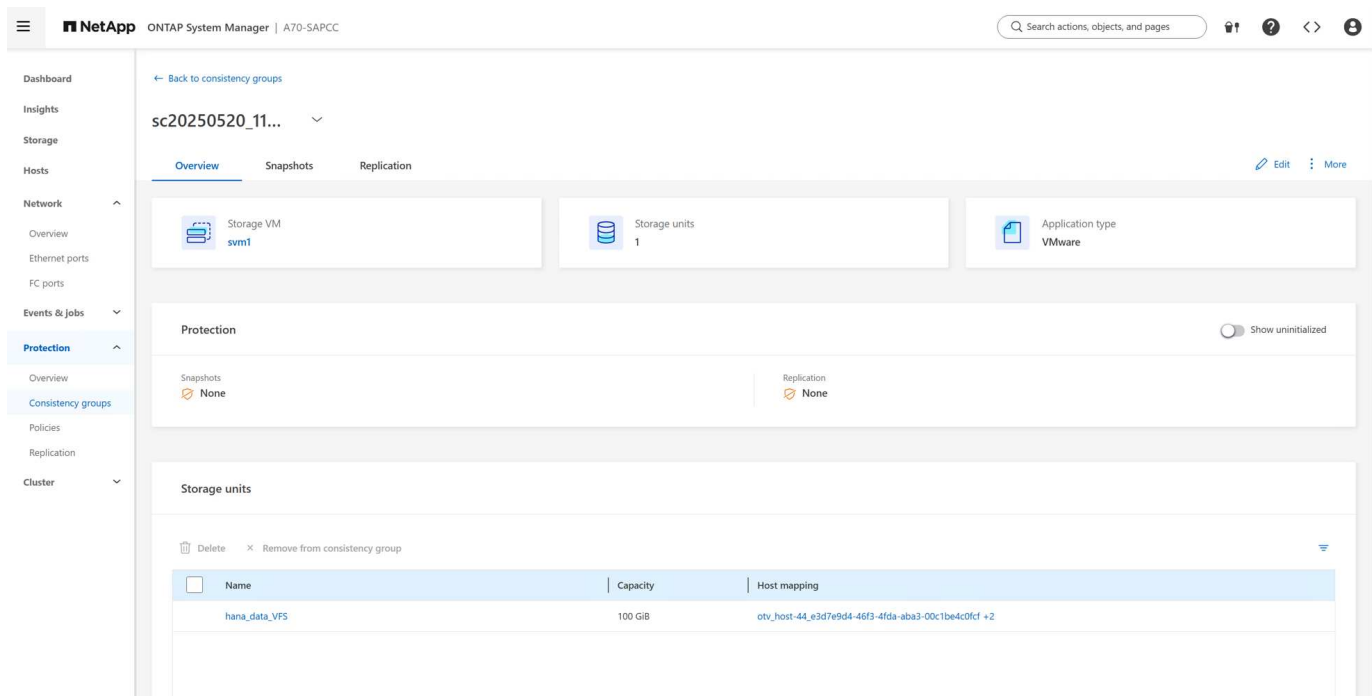 NetApp ONTAP System Manager | A70-SAPCC
Search actions, objects, and pages
Dashboard
Insights
Storage
Hosts
Network
Overview
Ethernet ports
FC ports
Events & jobs
Protection
Overview
Consistency groups
Policies
Replication
Cluster
← Back to consistency groups
sc20250520_11...
Overview Snapshots Replication
Edit More
Storage VM
svm1
Storage units
1
Application type
VMware
Protection
Show uninitialized
Snapshots
None
Replication
None
Storage units
Delete × Remove from consistency group
Name Capacity Host mapping
hana_data_VFS 100 GiB otv_host-44_e3d7e9d4-46f3-4fda-aba3-00c1be4c0fcf +2